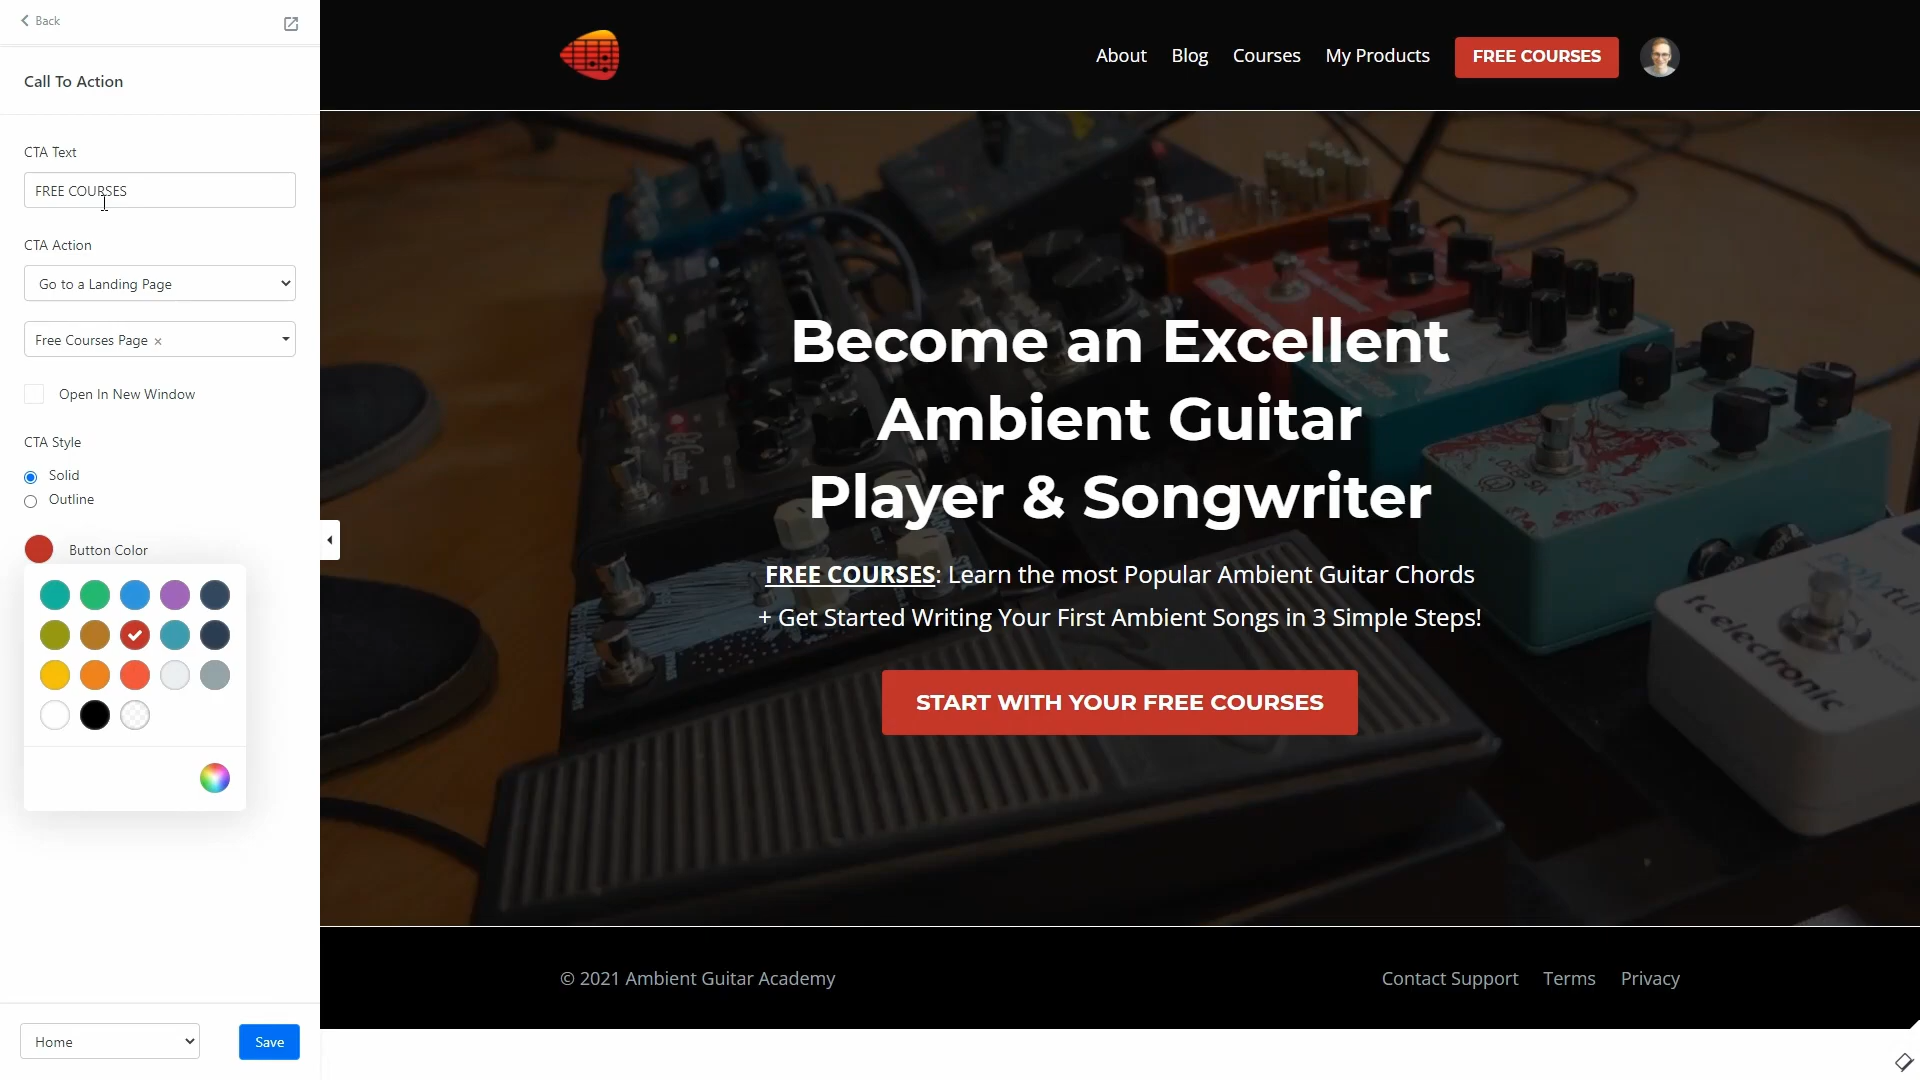 Back
Call To Action
CTA Text
FREE COURSES
CTA Action
Go to a Landing Page
Free Courses Page ×
Open In New Window
CTA Style
Solid
Outline
Button Color
Home
Save
About
Blog
Courses
My Products
FREE COURSES
Become an Excellent
Ambient Guitar
Player & Songwriter
FREE COURSES: Learn the most Popular Ambient Guitar Chords
+ Get Started Writing Your First Ambient Songs in 3 Simple Steps!
START WITH YOUR FREE COURSES
tc electronic
© 2021 Ambient Guitar Academy
Contact Support
Terms
Privacy